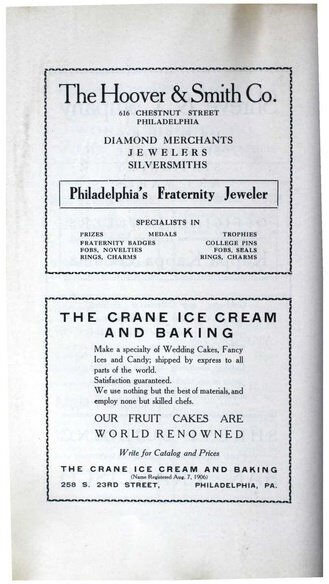 The Hoover & Smith Co.
616 CHESTNUT STREET
PHILADELPHIA
DIAMOND MERCHANTS
JEWELERS
SILVERSMITHS
Philadelphia's Fraternity Jeweler
SPECIALISTS IN
PRIZES MEDALS TROPHIES
FRATERNITY BADGES COLLEGE PINS
FOBS, NOVELTIES FOBS, SEALS
RINGS, CHARMS RINGS, CHARMS
THE CRANE ICE CREAM
AND BAKING
Make a specialty of Wedding Cakes, Fancy
Ices and Candy; shipped by express to all
parts of the world.
Satisfaction guaranteed.
We use nothing but the best of materials, and
employ none but skilled chefs.
OUR FRUIT CAKES ARE
WORLD RENOWNED
Write for Catalog and Prices
THE CRANE ICE CREAM AND BAKING
(Name Registered Aug. 7, 1906)
258 S. 23RD STREET, PHILADELPHIA, PA.